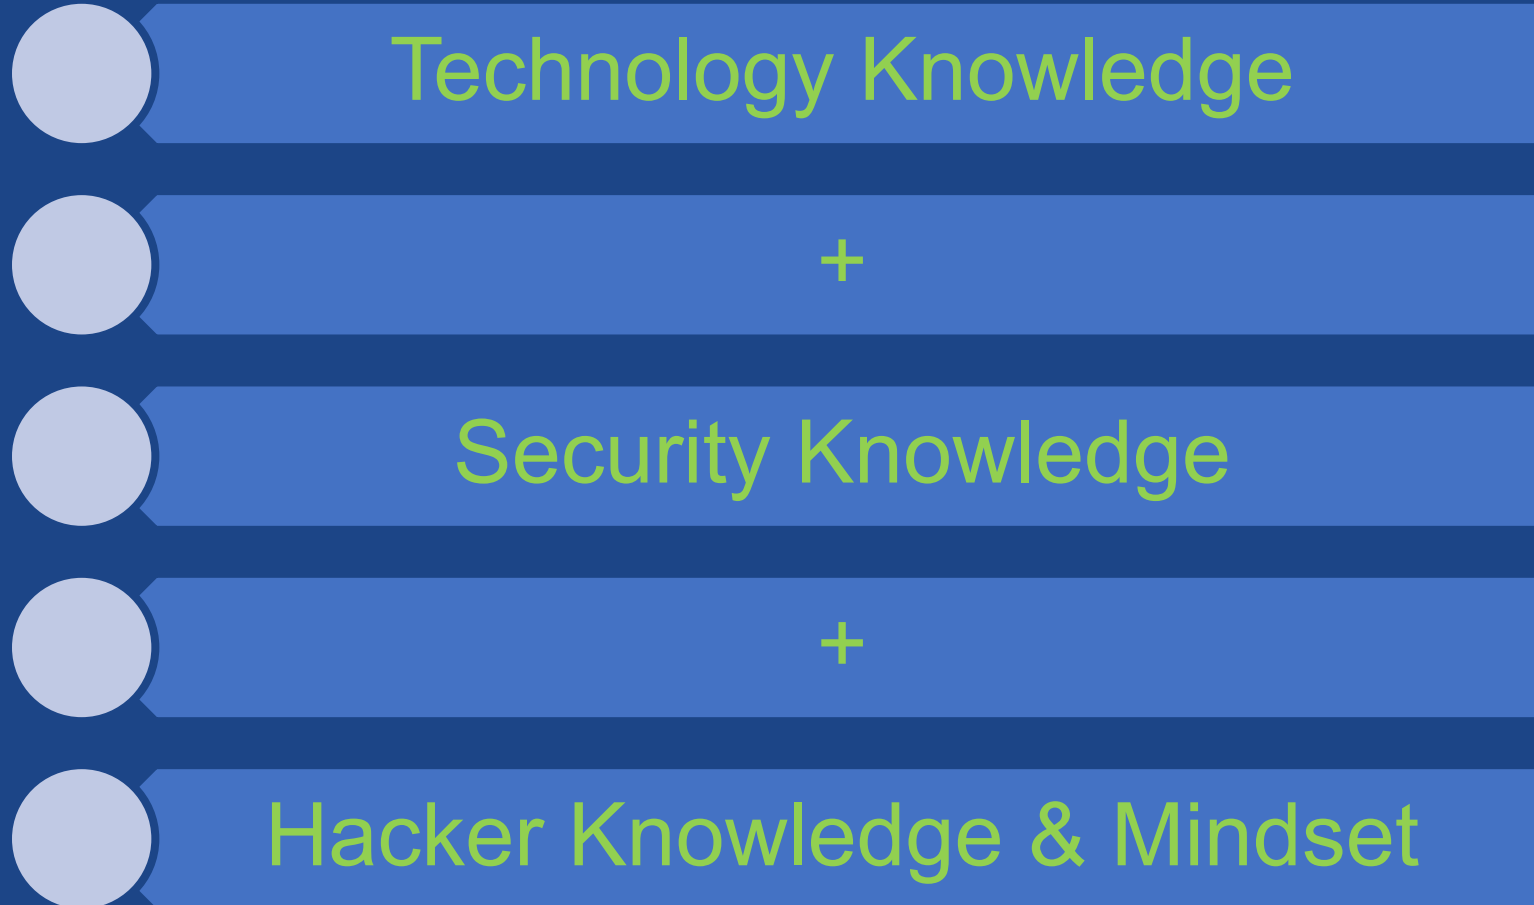 Technology Knowledge
+
Security Knowledge
+
Hacker Knowledge & Mindset